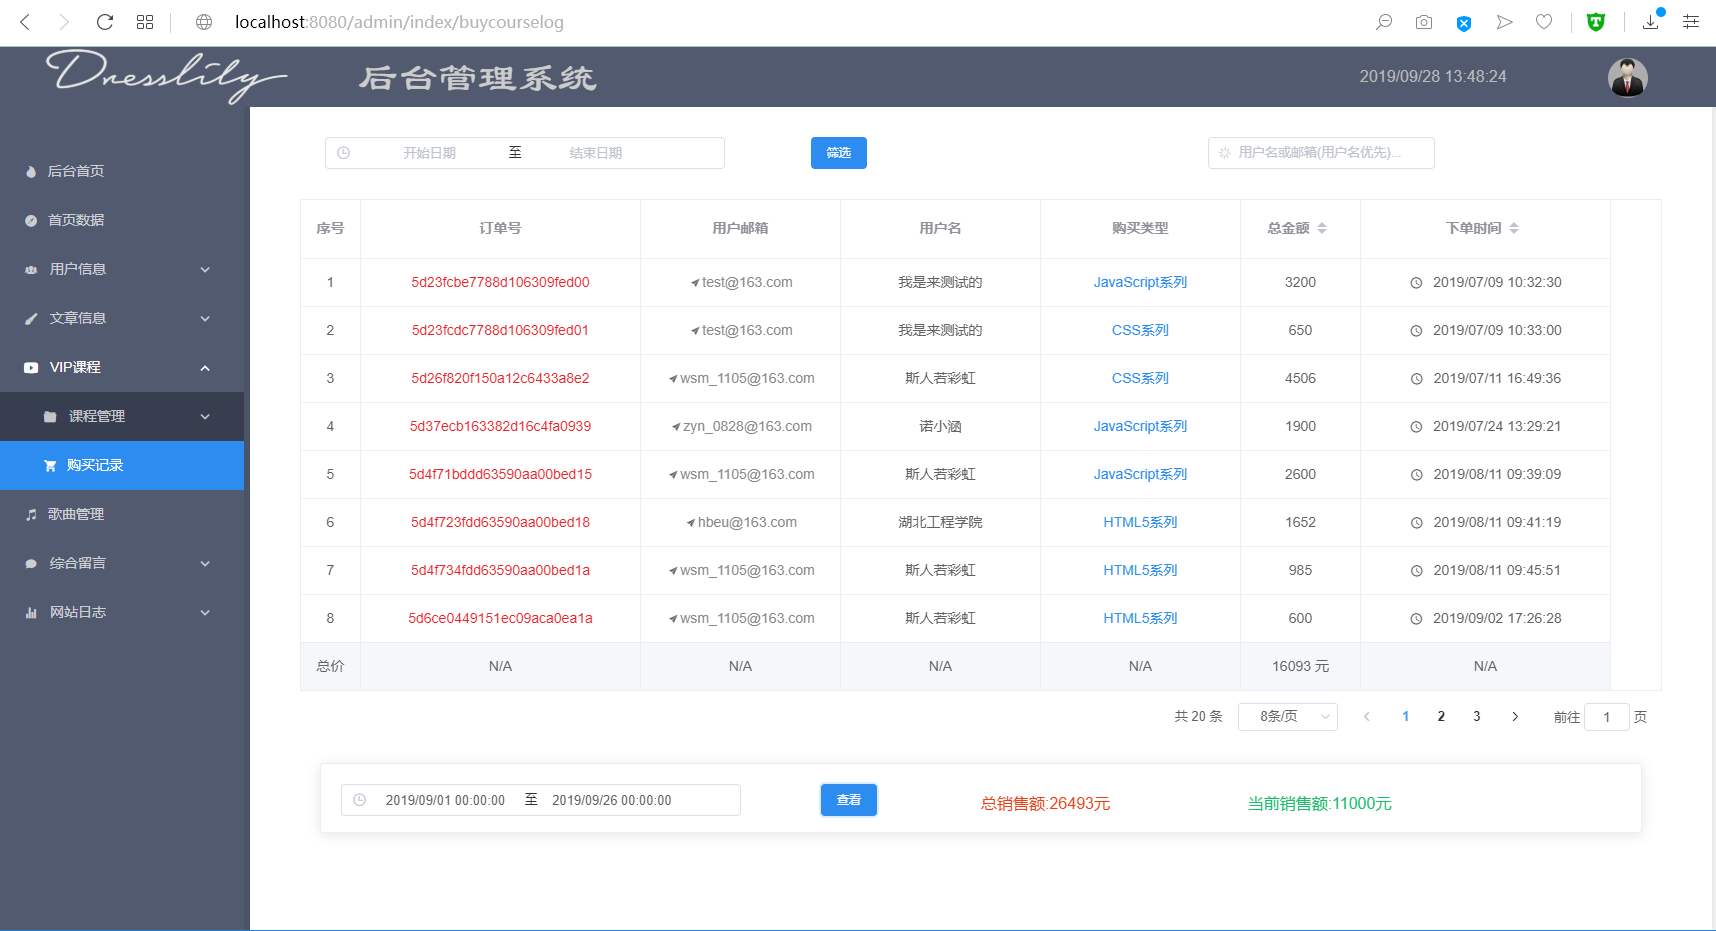 localhost:8080/admin/index/buycourselog
Dresslily 后台管理系统 2019/09/28 13:48:24
后台首页
首页数据
用户信息
文章信息
VIP课程
课程管理
购买记录
歌曲管理
综合留言
网站日志
开始日期 至 结束日期 筛选 用户名或邮箱(用户名优先)...
序号 订单号 用户邮箱 用户名 购买类型 总金额 下单时间
1 5d23fcbe7788d106309fed00 test@163.com 我是来测试的 JavaScript系列 3200 2019/07/09 10:32:30
2 5d23fcdc7788d106309fed01 test@163.com 我是来测试的 CSS系列 650 2019/07/09 10:33:00
3 5d26f820f150a12c6433a8e2 wsm_1105@163.com 斯人若彩虹 CSS系列 4506 2019/07/11 16:49:36
4 5d37ecb163382d16c4fa0939 zyn_0828@163.com 诺小涵 JavaScript系列 1900 2019/07/24 13:29:21
5 5d4f71bddd63590aa00bed15 wsm_1105@163.com 斯人若彩虹 JavaScript系列 2600 2019/08/11 09:39:09
6 5d4f723fdd63590aa00bed18 hbeu@163.com 湖北工程学院 HTML5系列 1652 2019/08/11 09:41:19
7 5d4f734fdd63590aa00bed1a wsm_1105@163.com 斯人若彩虹 HTML5系列 985 2019/08/11 09:45:51
8 5d6ce0449151ec09aca0ea1a wsm_1105@163.com 斯人若彩虹 HTML5系列 600 2019/09/02 17:26:28
总价 N/A N/A N/A N/A 16093 元 N/A
共 20 条 8条/页 1 2 3 前往 1 页
2019/09/01 00:00:00 至 2019/09/26 00:00:00 查看 总销售额:26493元 当前销售额:11000元